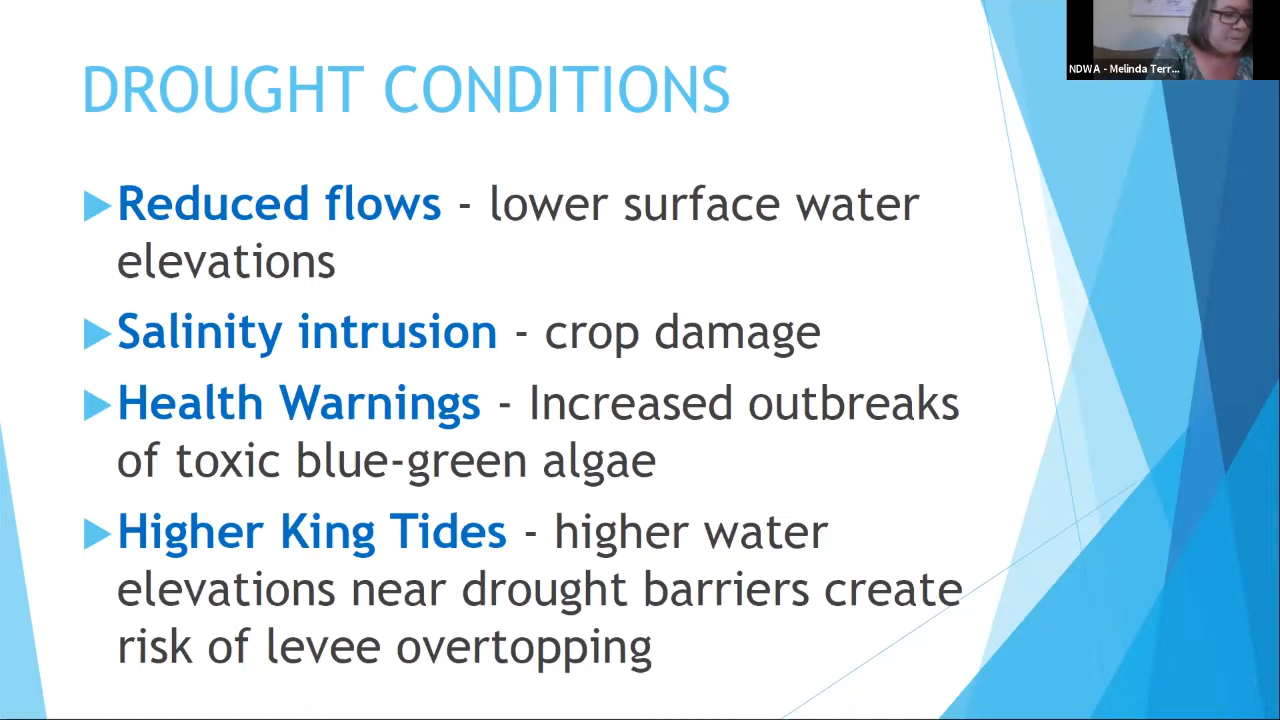 DROUGHT CONDITIONS
Reduced flows - lower surface water
elevations
Salinity intrusion - crop damage
Health Warnings - Increased outbreaks
of toxic blue-green algae
Higher King Tides - higher water
elevations near drought barriers create
risk of levee overtopping
NDWA - Melinda Terr...